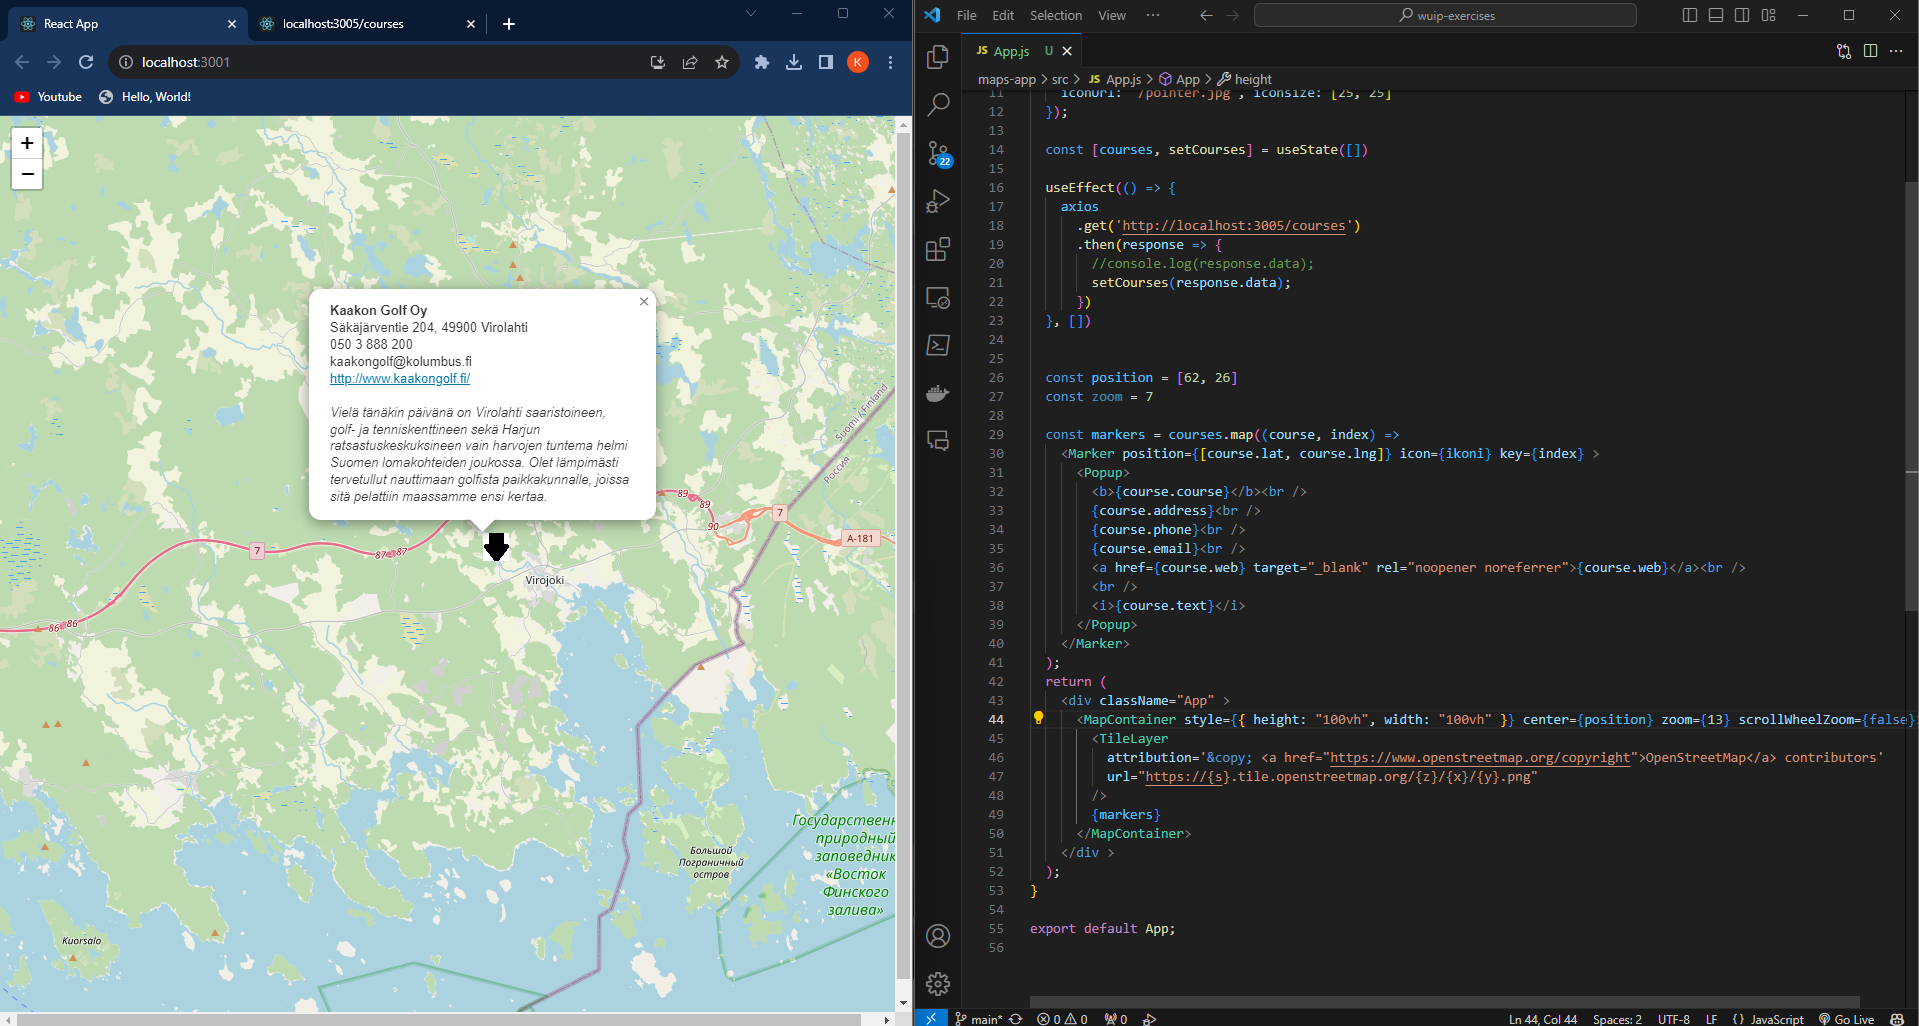 React App
localhost:3005/courses
localhost:3001
K
Youtube
Hello, World!
+
−
Kaakon Golf Oy
Säkäjärventie 204, 49900 Virolahti
050 3 888 200
kaakongolf@kolumbus.fi
http://www.kaakongolf.fi/
Vielä tänäkin päivänä on Virolahti saaristoineen,
golf- ja tenniskenttineen sekä Harjun
ratsastuskeskuksineen vain harvojen tuntema helmi
Suomen lomakohteiden joukossa. Olet lämpimästi
tervetullut nauttimaan golfista paikkakunnalle, joissa
sitä pelattiin maassamme ensi kertaa.
Suomi / Finland
Россия
89
89
90
7
A-181
7
87
87
Virojoki
86
86
Государственн
природный
заповедник
«Восток
Финского
залива»
Большой
Пограничный
остров
Kuorsalo
File Edit Selection View ···
wuip-exercises
JS App.js U
maps-app > src > JS App.js > App > height
22
11 iconUrl: '/pointer.jpg', iconSize: [25, 25]
12 });
13
14 const [courses, setCourses] = useState([])
15
16 useEffect(() => {
17 axios
18 .get('http://localhost:3005/courses')
19 .then(response => {
20 //console.log(response.data);
21 setCourses(response.data);
22 })
23 }, [])
24
25
26 const position = [62, 26]
27 const zoom = 7
28
29 const markers = courses.map((course, index) =>
30 <Marker position={[course.lat, course.lng]} icon={ikoni} key={index} >
31 <Popup>
32 <b>{course.course}</b><br />
33 {course.address}<br />
34 {course.phone}<br />
35 {course.email}<br />
36 <a href={course.web} target="_blank" rel="noopener noreferrer">{course.web}</a><br />
37 <br />
38 <i>{course.text}</i>
39 </Popup>
40 </Marker>
41 );
42 return (
43 <div className="App" >
44 <MapContainer style={{ height: "100vh", width: "100vh" }} center={position} zoom={13} scrollWheelZoom={false}
45 <TileLayer
46 attribution='&copy; <a href="https://www.openstreetmap.org/copyright">OpenStreetMap</a> contributors'
47 url="https://{s}.tile.openstreetmap.org/{z}/{x}/{y}.png"
48 />
49 {markers}
50 </MapContainer>
51 </div >
52 );
53 }
54
55 export default App;
56
main* 0 0 0 Ln 44, Col 44 Spaces: 2 UTF-8 LF {} JavaScript Go Live